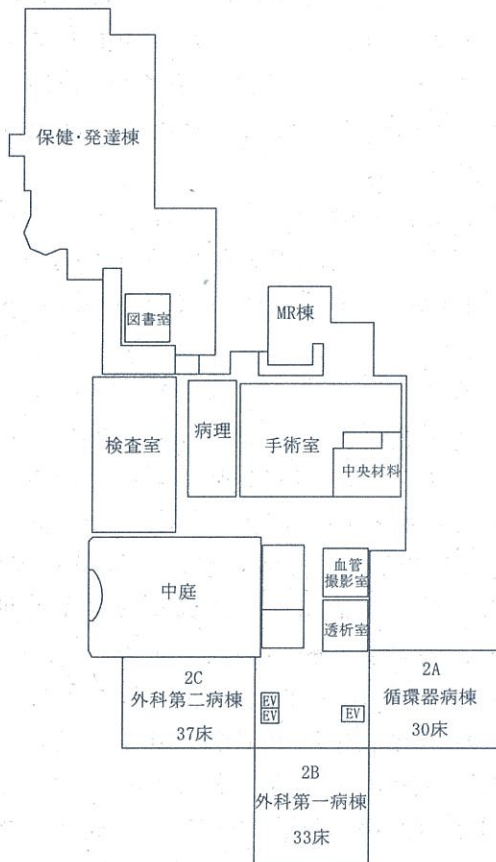 保健・発達棟
図書室
MR棟
検査室
病理
手術室
中央材料
中庭
血管
撮影室
透析室
2C
外科第二病棟
37床
EV
EV
EV
2A
循環器病棟
30床
2B
外科第一病棟
33床